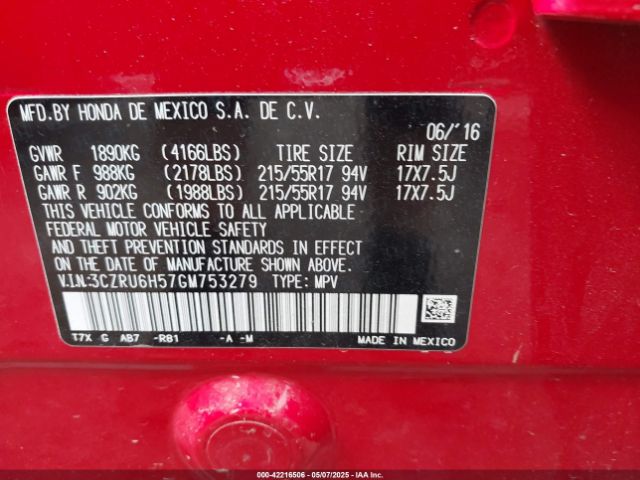 MFD.BY HONDA DE MEXICO S.A. DE C.V.
06/'16
GVWR 1890KG (4166LBS) TIRE SIZE RIM SIZE
GAWR F 988KG (2178LBS) 215/55R17 94V 17X7.5J
GAWR R 902KG (1988LBS) 215/55R17 94V 17X7.5J
THIS VEHICLE CONFORMS TO ALL APPLICABLE
FEDERAL MOTOR VEHICLE SAFETY
AND THEFT PREVENTION STANDARDS IN EFFECT
ON THE DATE OF MANUFACTURE SHOWN ABOVE.
V.I.N:3CZRU6H57GM753279 TYPE: MPV
T7X G AB7 -R81 -A -M MADE IN MEXICO
000-42216506 - 05/07/2025 - IAAI.COM